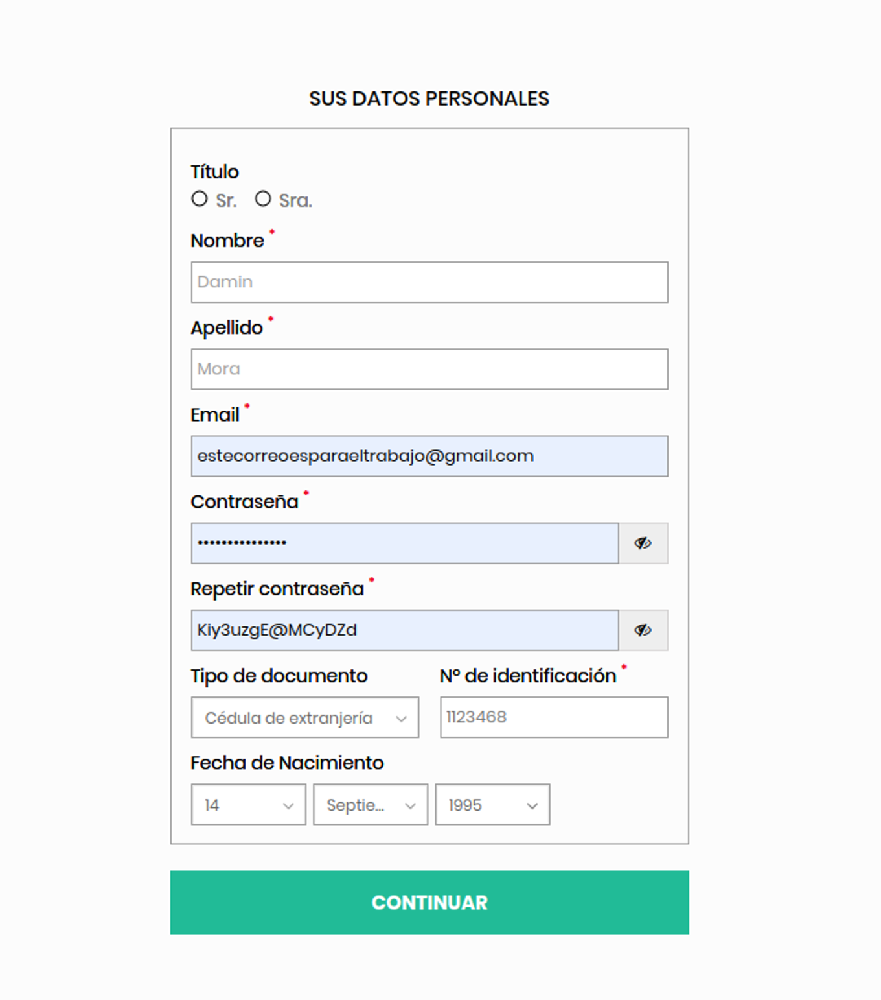 SUS DATOS PERSONALES
Título
Sr. Sra.
Nombre *
Damin
Apellido *
Mora
Email *
estecorreoesparaeltrabajo@gmail.com
Contraseña *
•••••••••••••••
Repetir contraseña *
Kiy3uzgE@MCyDZd
Tipo de documento Nº de identificación *
Cédula de extranjería 1123468
Fecha de Nacimiento
14 Septie... 1995
CONTINUAR